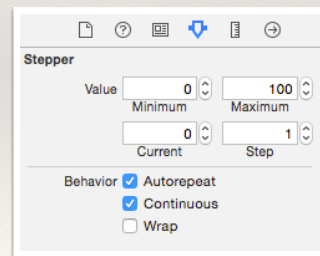 Stepper
Value 0 100
Minimum Maximum
0 1
Current Step
Behavior Autorepeat
Continuous
Wrap